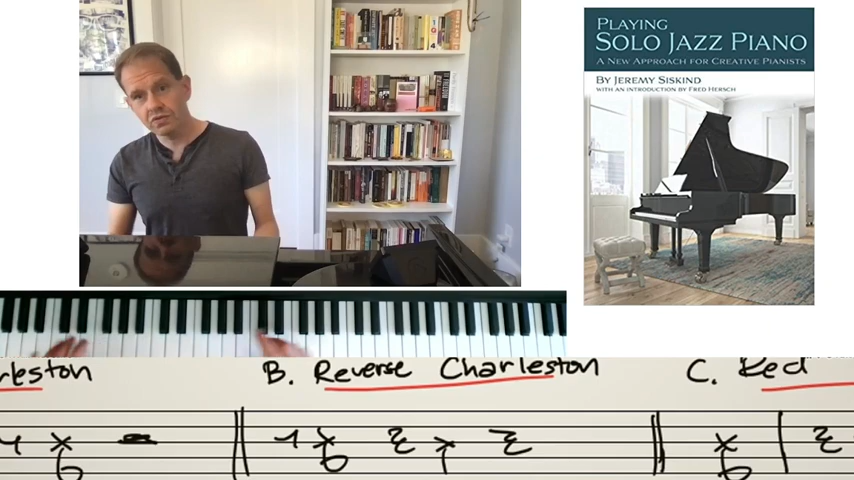 PLAYING
SOLO JAZZ PIANO
A NEW APPROACH FOR CREATIVE PIANISTS
BY JEREMY SISKIND
WITH AN INTRODUCTION BY FRED HERSCH
rleston B. Reverse Charleston C. Red